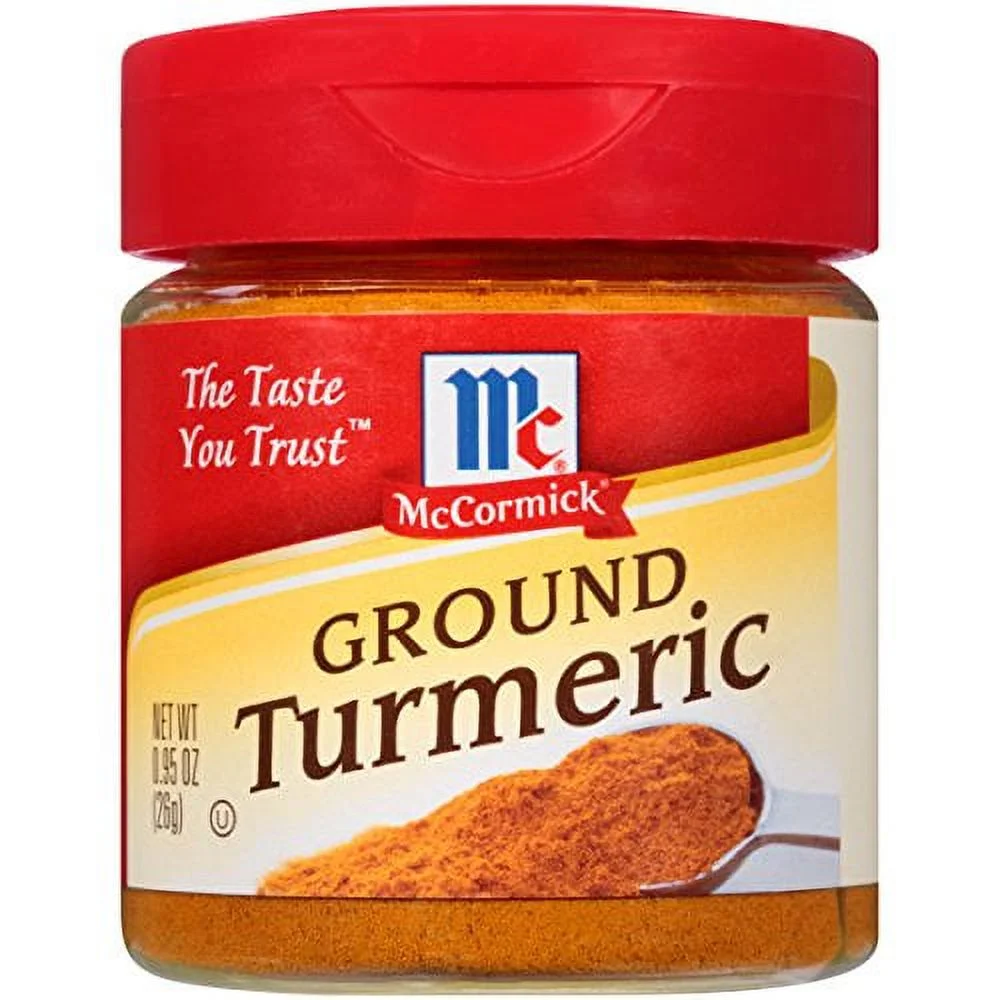 The Taste
You Trust™
Mc®
McCormick®
GROUND
Turmeric
NET WT
0.95 OZ
(26g)
U